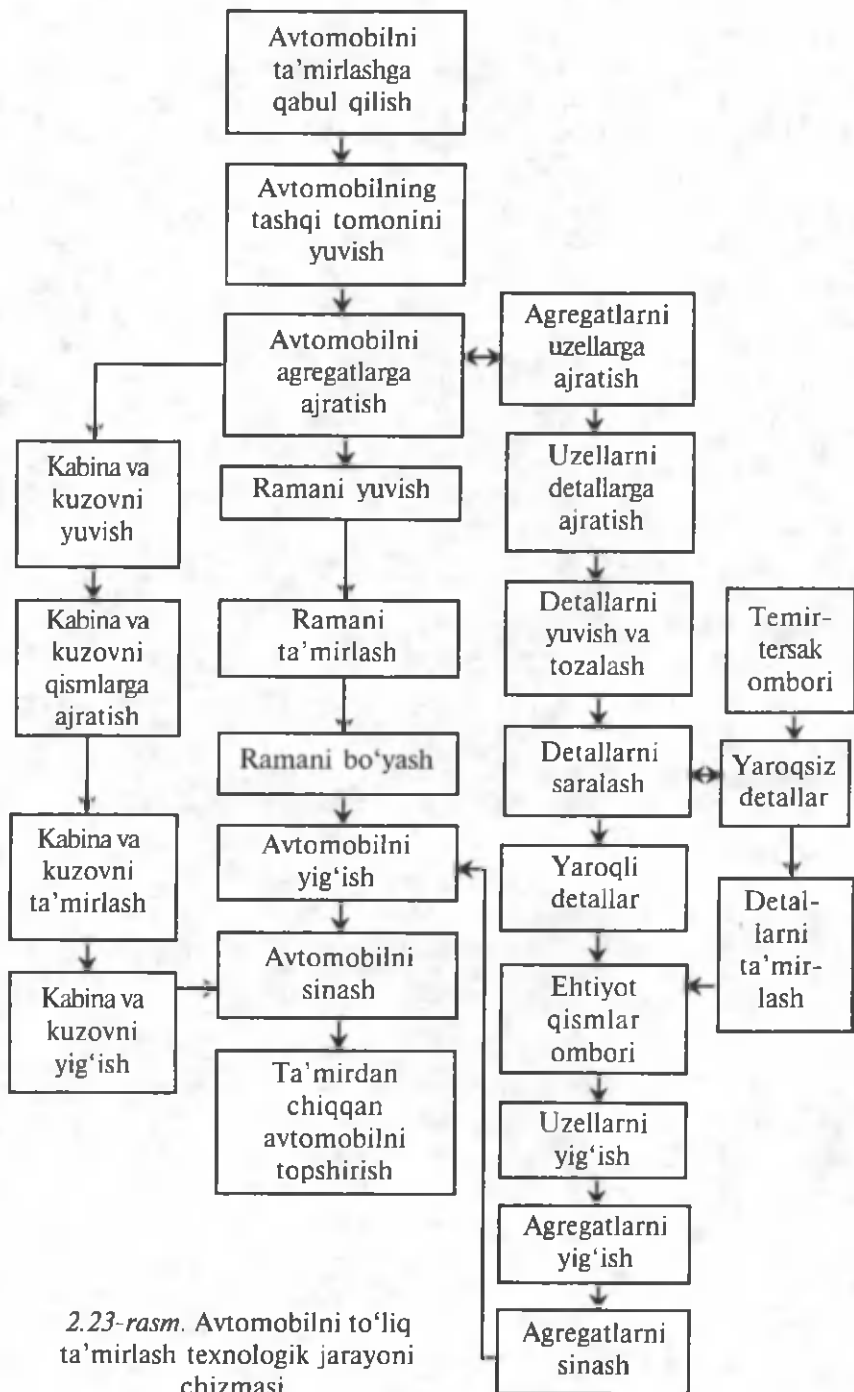 Avtomobilni
ta’mirlashga
qabul qilish
Avtomobilning
tashqi tomonini
yuvish
Avtomobilni
agregatlarga
ajratish
Agregatlarni
uzellarga
ajratish
Kabina va
kuzovni
yuvish
Ramani yuvish
Uzellarni
detallarga
ajratish
Kabina va
kuzovni
qismlarga
ajratish
Ramani
ta’mirlash
Detallarni
yuvish va
tozalash
Temir-
tersak
ombori
Ramani bo‘yash
Detallarni
saralash
Yaroqsiz
detallar
Kabina va
kuzovni
ta’mirlash
Avtomobilni
yig‘ish
Yaroqli
detallar
Detal-
larni
ta’mir-
lash
Kabina va
kuzovni
yig‘ish
Avtomobilni
sinash
Ehtiyot
qismlar
ombori
Ta’mirdan
chiqqan
avtomobilni
topshirish
Uzellarni
yig‘ish
Agregatlarni
yig‘ish
Agregatlarni
sinash
2.23-rasm. Avtomobilni to‘liq
ta’mirlash texnologik jarayoni
chizmasi